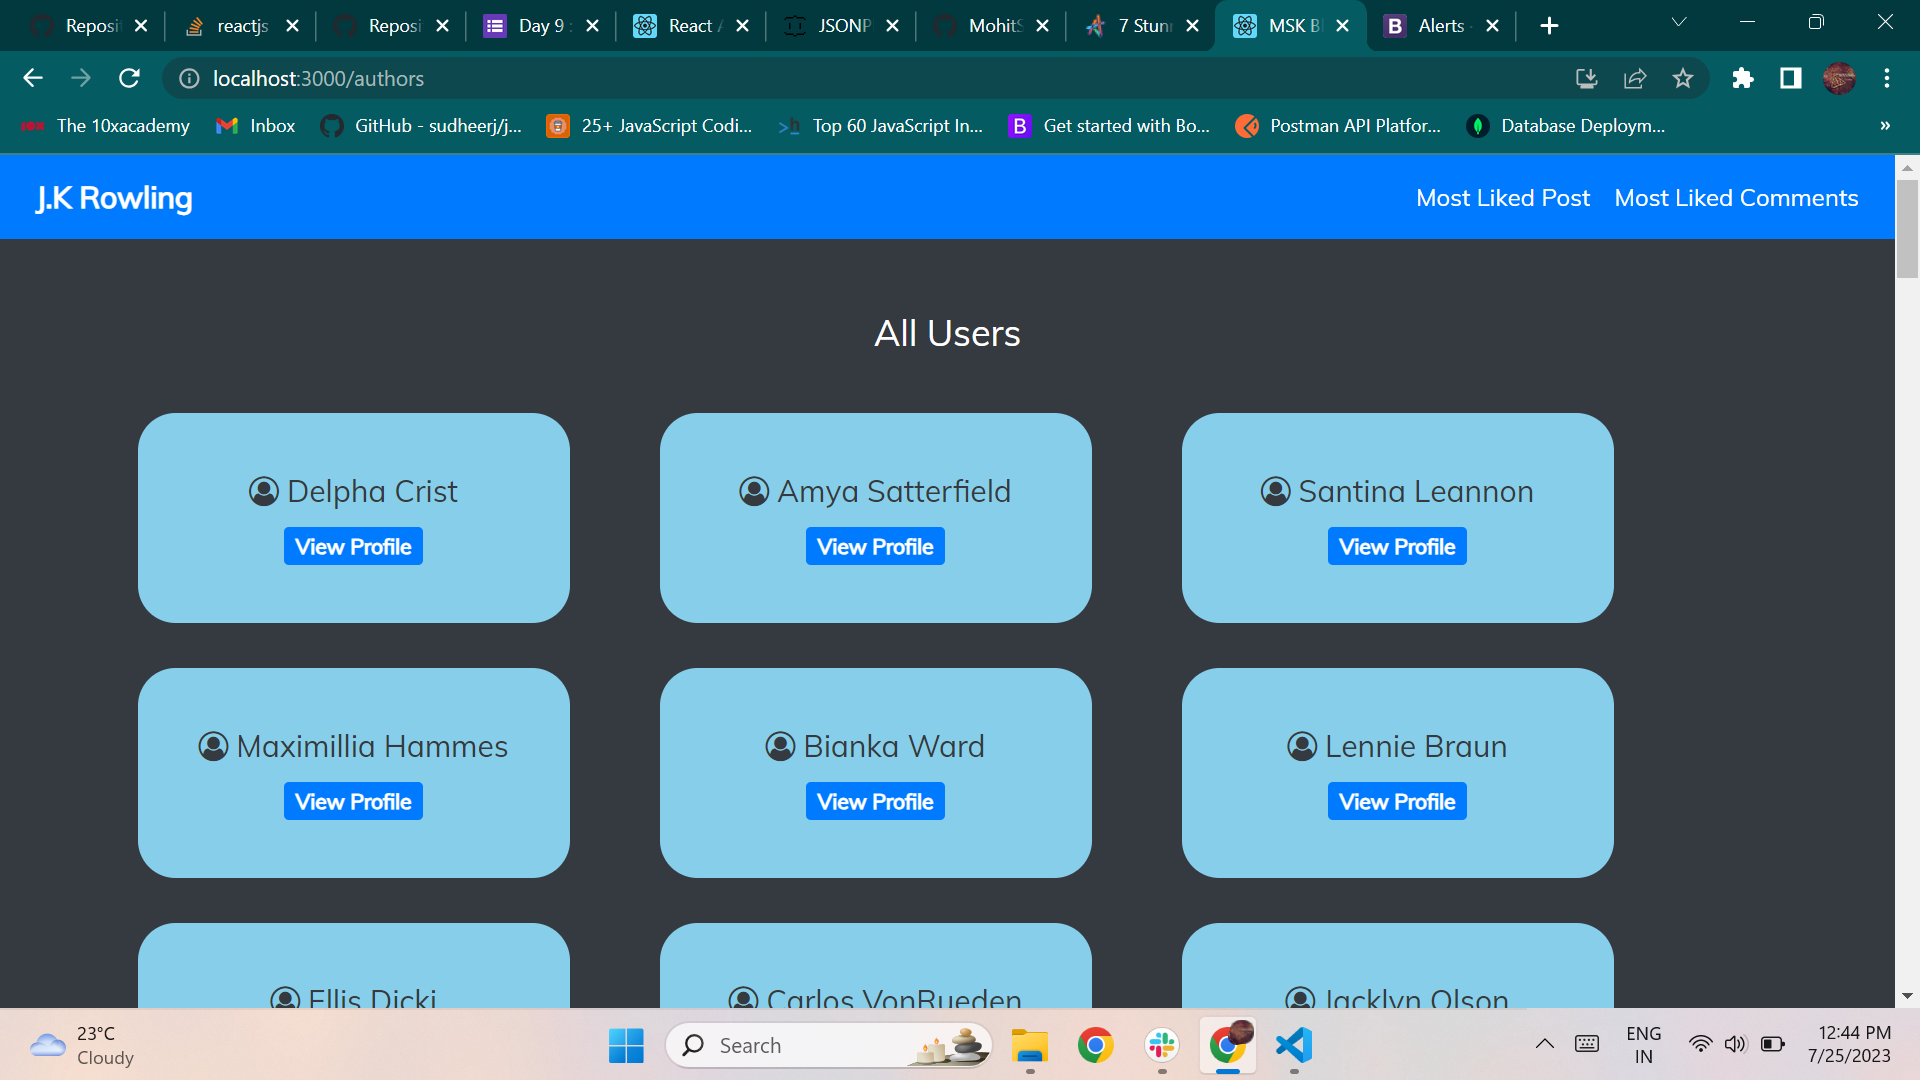 Reposit
reactjs
Reposi
Day 9 :
React A
JSONP
MohitS
7 Stun
MSK Bl
Alerts
localhost:3000/authors
The 10xacademy
Inbox
GitHub - sudheerj/j...
25+ JavaScript Codi...
Top 60 JavaScript In...
Get started with Bo...
Postman API Platfor...
Database Deploym...
J.K Rowling
Most Liked Post
Most Liked Comments
All Users
Delpha Crist
Amya Satterfield
Santina Leannon
View Profile
View Profile
View Profile
Maximillia Hammes
Bianka Ward
Lennie Braun
View Profile
View Profile
View Profile
Ellis Dicki
Carlos VonRueden
Jacklyn Olson
23°C
Cloudy
Search
ENG
IN
12:44 PM
7/25/2023